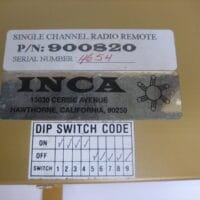 SINGLE CHANNEL RADIO REMOTE
P/N: 900820
SERIAL NUMBER 4654
INCA
13030 CERISE AVENUE
HAWTHORNE, CALIFORNIA, 90250
DIP SWITCH CODE
ON ✓ ✓ ✓ ✓
OFF ✓ ✓ ✓ ✓ ✓
SWITCH 1 2 3 4 5 6 7 8 9